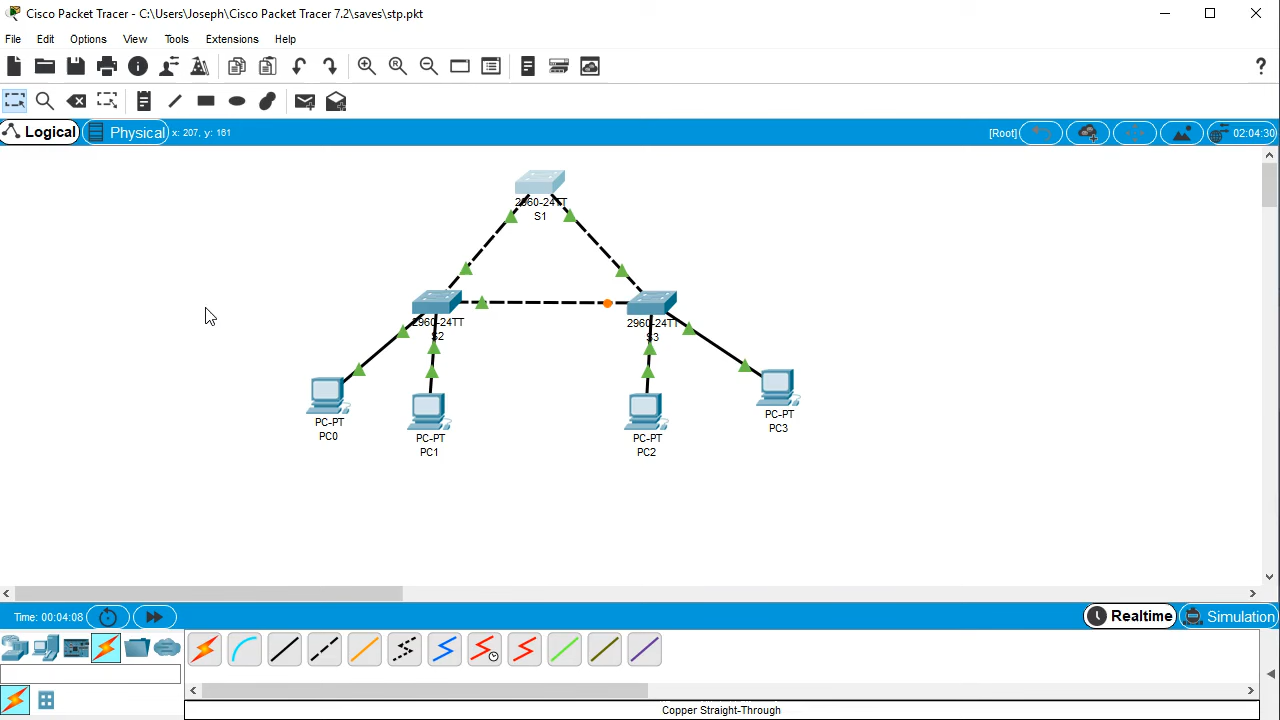 Cisco Packet Tracer - C:\Users\Joseph\Cisco Packet Tracer 7.2\saves\stp.pkt
File Edit Options View Tools Extensions Help
Logical Physical x: 207, y: 161 [Root] 02:04:30
2960-24TT
S1
2960-24TT
S2
2960-24TT
S3
PC-PT
PC0
PC-PT
PC1
PC-PT
PC2
PC-PT
PC3
Time: 00:04:08 Realtime Simulation
Copper Straight-Through